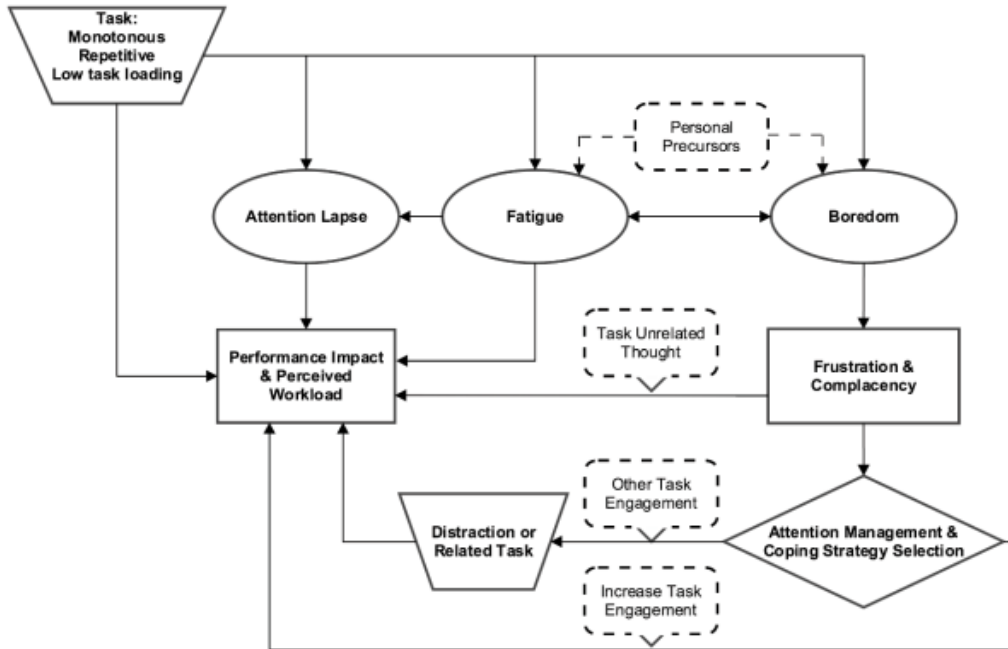 Task:
Monotonous
Repetitive
Low task loading
Personal
Precursors
Attention Lapse
Fatigue
Boredom
Task Unrelated
Thought
Performance Impact
& Perceived
Workload
Frustration &
Complacency
Other Task
Engagement
Distraction or
Related Task
Attention Management &
Coping Strategy Selection
Increase Task
Engagement